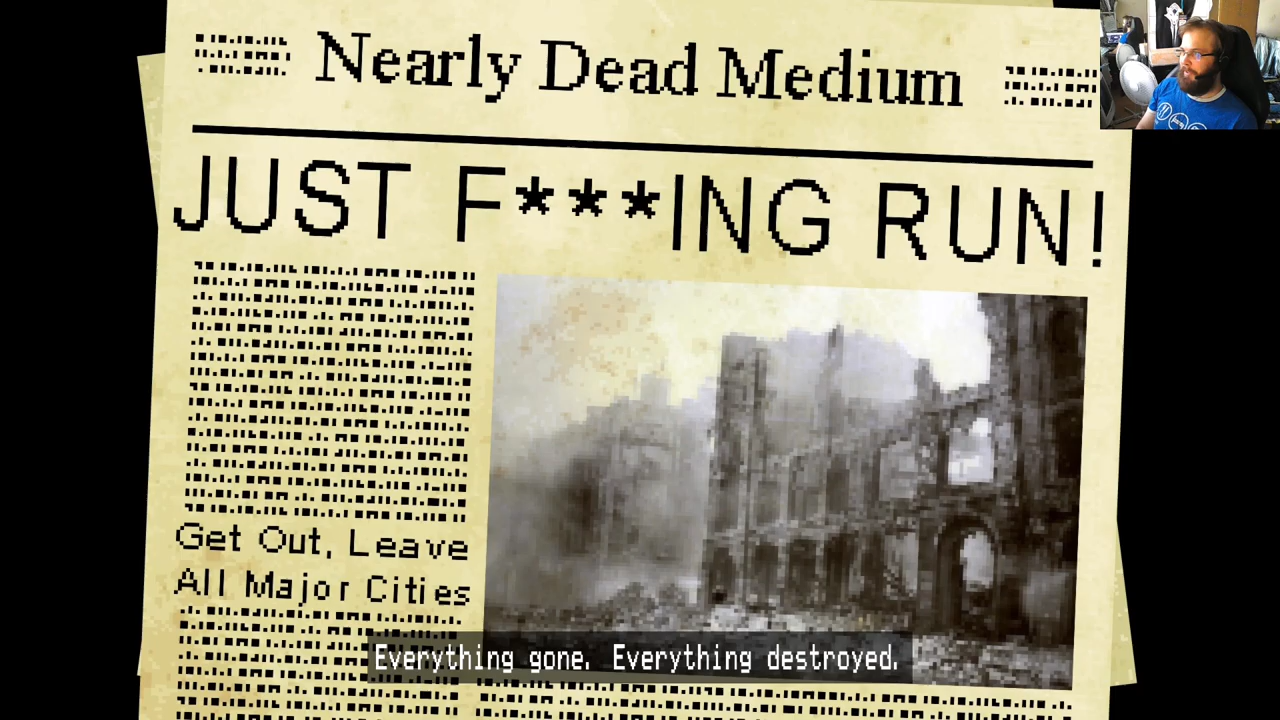 Nearly Dead Medium
JUST F***ING RUN!
Get Out, Leave
All Major Cities
Everything gone. Everything destroyed.